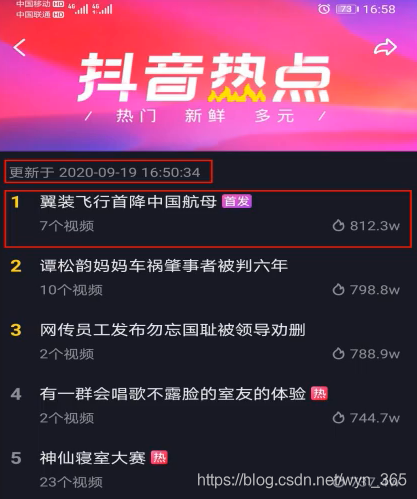 中国移动 HD 4G 4G
中国联通 HD
73 16:58
抖音热点
热门 新鲜 多元
更新于 2020-09-19 16:50:34
1 翼装飞行首降中国航母 首发
7个视频 812.3w
2 谭松韵妈妈车祸肇事者被判六年
10个视频 798.8w
3 网传员工发布勿忘国耻被领导劝删
2个视频 788.9w
4 有一群会唱歌不露脸的室友的体验 热
2个视频 744.7w
5 神仙寝室大赛 热
23个视频
https://blog.csdn.net/wyn_365